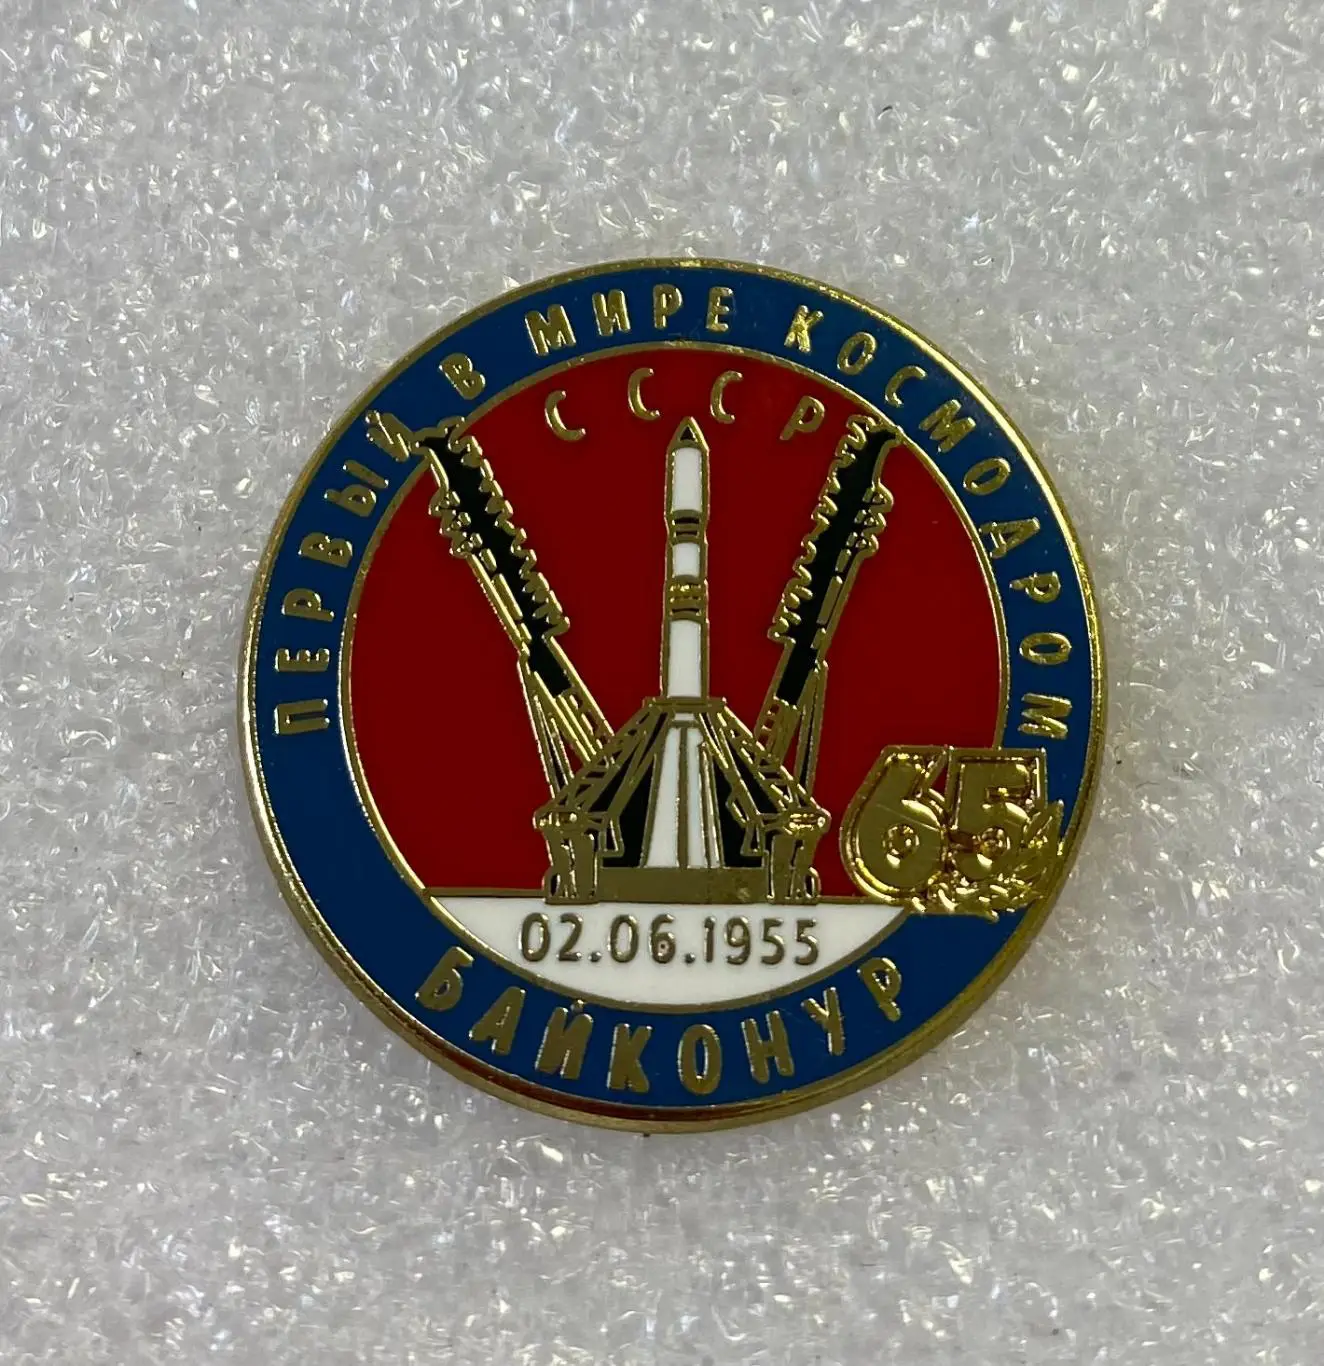 ПЕРВЫЙ В МИРЕ КОСМОДРОМ
СССР
65
02.06.1955
БАЙКОНУР